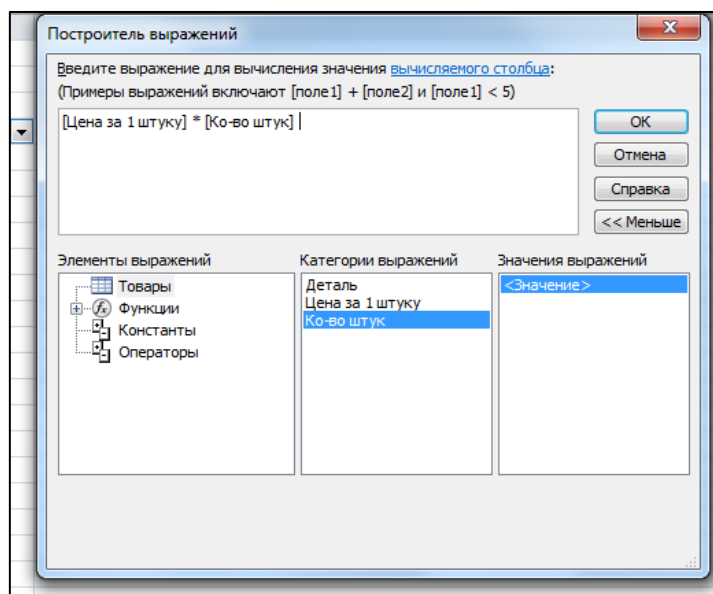 Построитель выражений
Введите выражение для вычисления значения вычисляемого столбца:
(Примеры выражений включают [поле1] + [поле2] и [поле1] < 5)
[Цена за 1 штуку] * [Ко-во штук]
ОК
Отмена
Справка
<< Меньше
Элементы выражений
Товары
Функции
Константы
Операторы
Категории выражений
Деталь
Цена за 1 штуку
Ко-во штук
Значения выражений
<Значение>